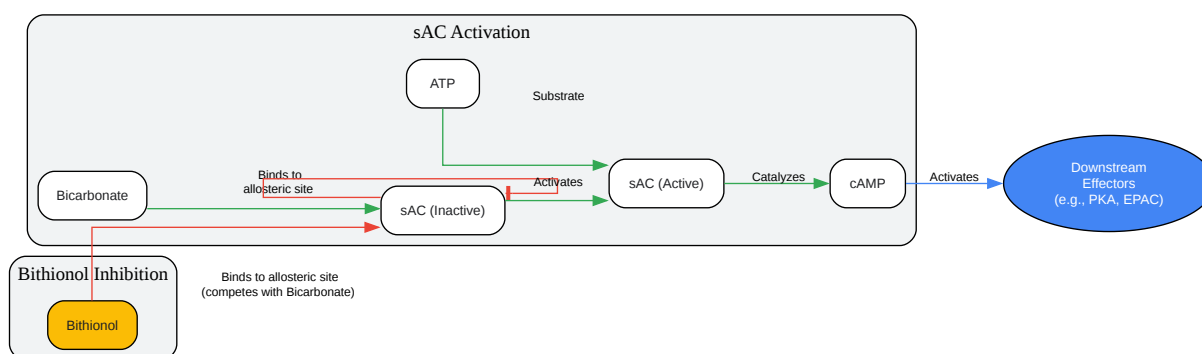 sAC Activation
ATP
Substrate
Bicarbonate
Binds to
allosteric site
sAC (Inactive)
Activates
sAC (Active)
Catalyzes
cAMP
Activates
Downstream
Effectors
(e.g., PKA, EPAC)
Bithionol Inhibition
Bithionol
Binds to allosteric site
(competes with Bicarbonate)